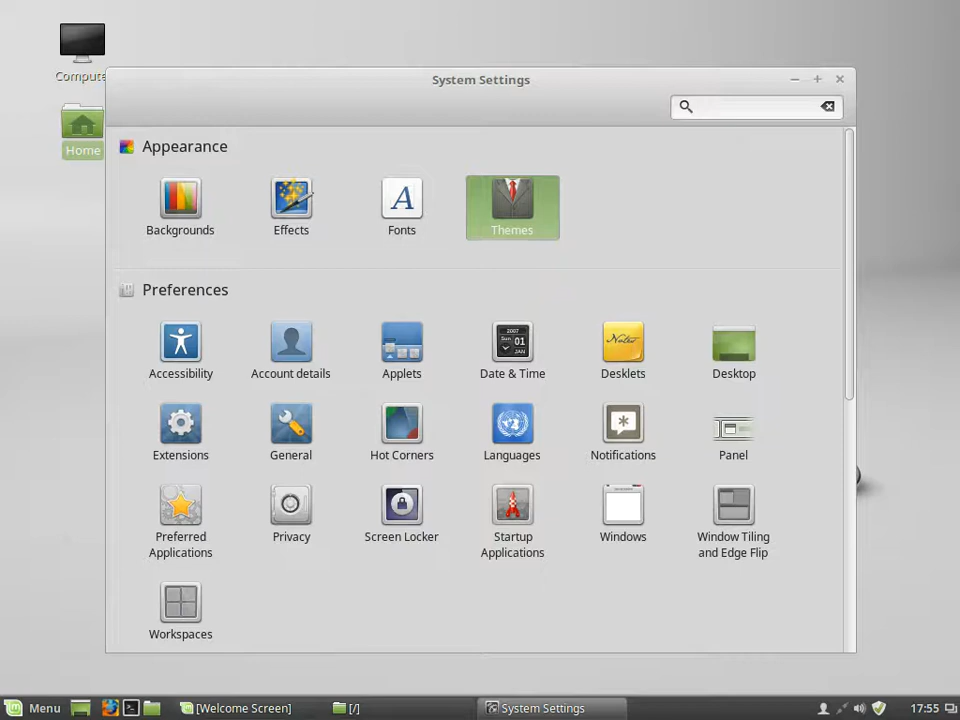 Computer
Home
System Settings
Appearance
Backgrounds
Effects
Fonts
Themes
Preferences
Accessibility
Account details
Applets
Date & Time
Desklets
Desktop
Extensions
General
Hot Corners
Languages
Notifications
Panel
Preferred
Applications
Privacy
Screen Locker
Startup
Applications
Windows
Window Tiling
and Edge Flip
Workspaces
Menu
[Welcome Screen]
[/]
System Settings
17:55